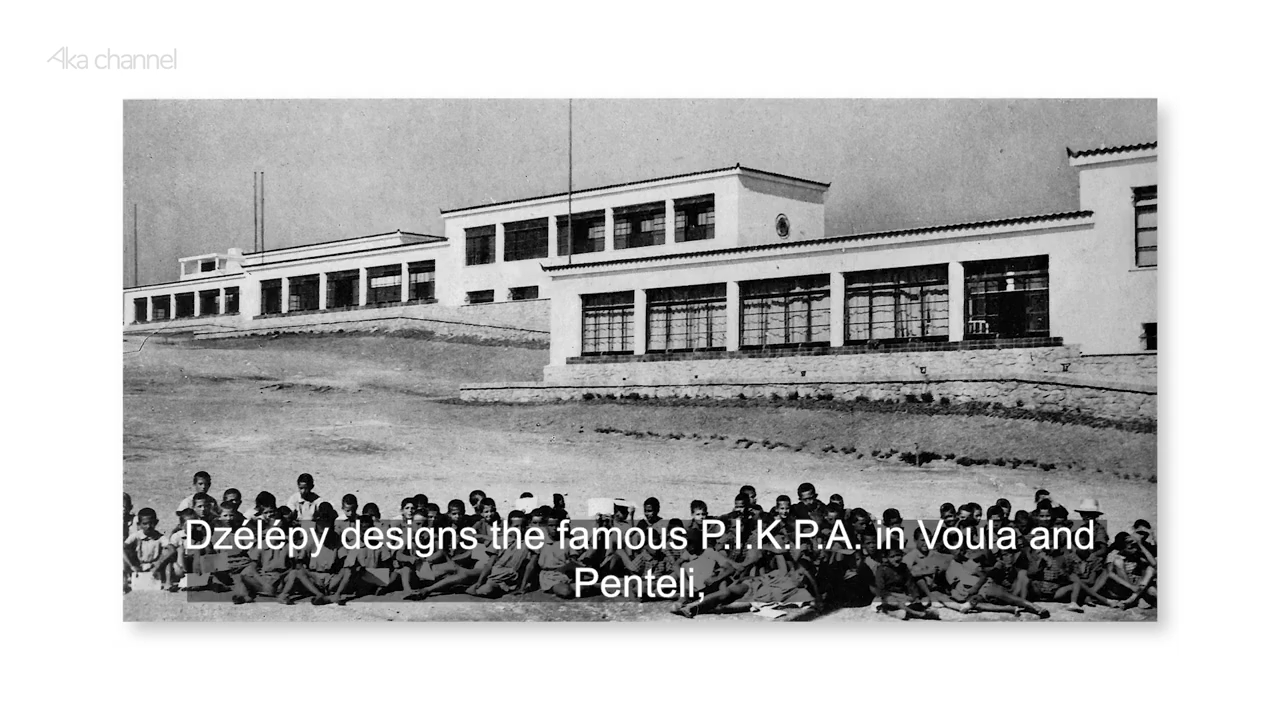 Aka channel
Dzélépy designs the famous P.I.K.P.A. in Voula and
Penteli,